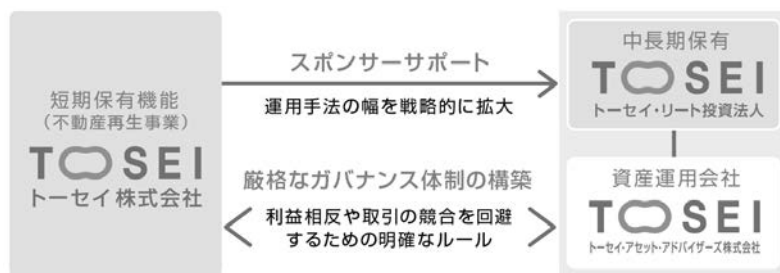 短期保有機能
（不動産再生事業）
TOSEI
トーセイ株式会社
スポンサーサポート
運用手法の幅を戦略的に拡大
厳格なガバナンス体制の構築
利益相反や取引の競合を回避
するための明確なルール
中長期保有
TOSEI
トーセイ・リート投資法人
資産運用会社
TOSEI
トーセイ・アセット・アドバイザーズ株式会社